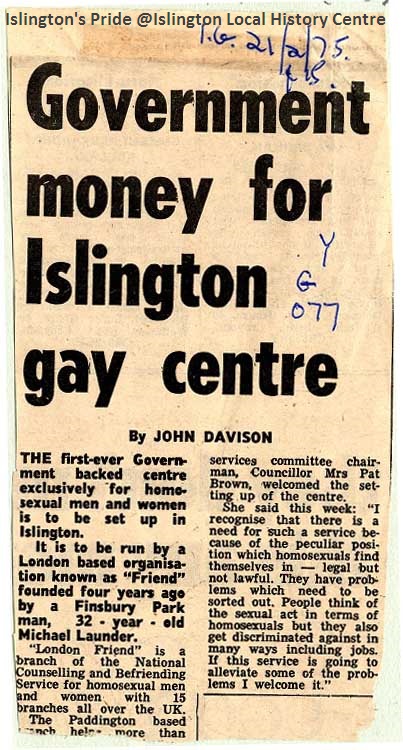 Islington's Pride @Islington Local History Centre
I.G. 21/2/75.
p15.
Government
money for
Islington
gay centre
Y
G
077
By JOHN DAVISON
THE first-ever Govern-
ment backed centre
exclusively for homo-
sexual men and women
is to be set up in
Islington.
It is to be run by a
London based organisa-
tion known as "Friend"
founded four years ago
by a Finsbury Park
man, 32 - year - old
Michael Launder.
"London Friend" is a
branch of the National
Counselling and Befriending
Service for homosexual men
and women with 15
branches all over the UK.
The Paddington based
branch helps more than
services committee chair-
man, Councillor Mrs Pat
Brown, welcomed the set-
ting up of the centre.
She said this week: "I
recognise that there is a
need for such a service be-
cause of the peculiar posi-
tion which homosexuals find
themselves in — legal but
not lawful. They have prob-
lems which need to be
sorted out. People think of
the sexual act in terms of
homosexuals but they also
get discriminated against in
many ways including jobs.
If this service is going to
alleviate some of the prob-
lems I welcome it."